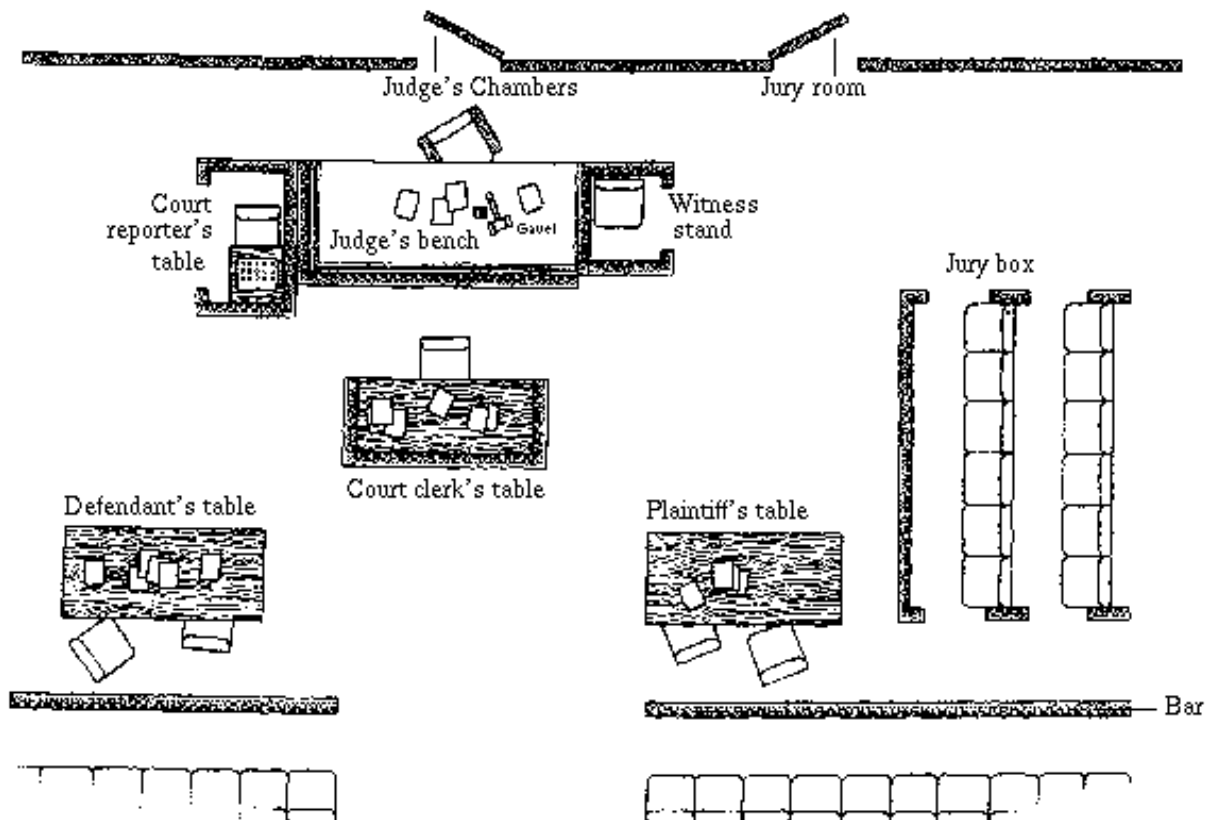 Judge's Chambers
Jury room
Court
reporter's
table
Judge's bench
Gavel
Witness
stand
Jury box
Court clerk's table
Defendant's table
Plaintiff's table
Bar